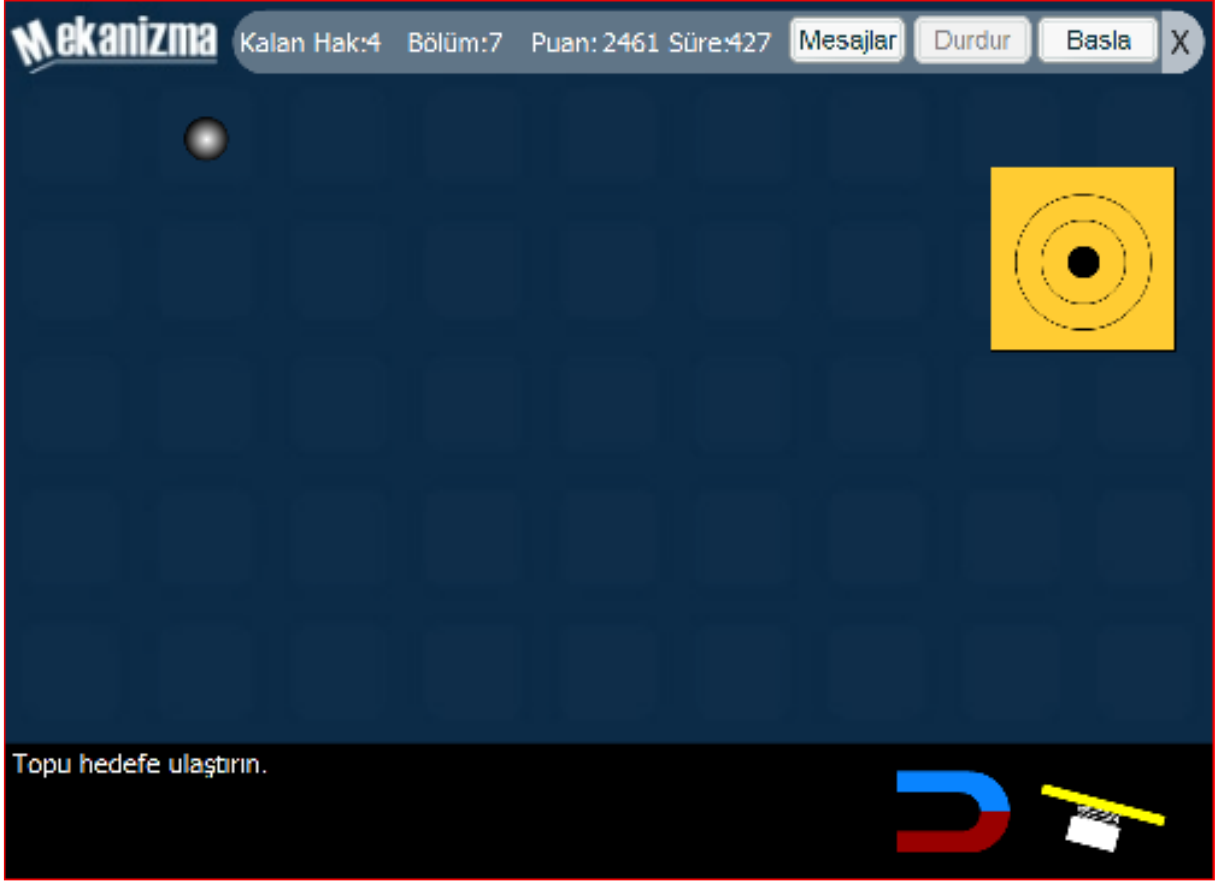 Mekanizma Kalan Hak:4 Bölüm:7 Puan: 2461 Süre:427 Mesajlar Durdur Basla X
Topu hedefe ulaştırın.